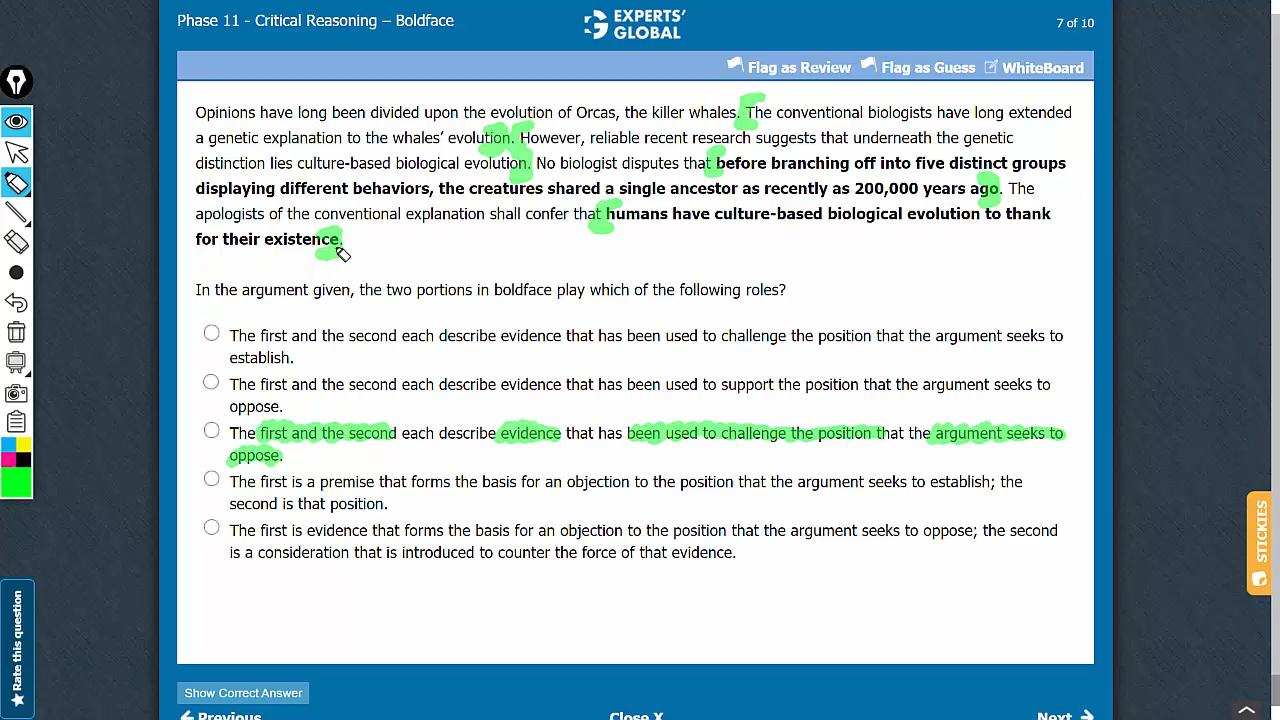 Phase 11 - Critical Reasoning – Boldface
EXPERTS'
GLOBAL
7 of 10
Flag as Review
Flag as Guess
WhiteBoard
Opinions have long been divided upon the evolution of Orcas, the killer whales. The conventional biologists have long extended
a genetic explanation to the whales' evolution. However, reliable recent research suggests that underneath the genetic
distinction lies culture-based biological evolution. No biologist disputes that before branching off into five distinct groups
displaying different behaviors, the creatures shared a single ancestor as recently as 200,000 years ago. The
apologists of the conventional explanation shall confer that humans have culture-based biological evolution to thank
for their existence.
In the argument given, the two portions in boldface play which of the following roles?
The first and the second each describe evidence that has been used to challenge the position that the argument seeks to
establish.
The first and the second each describe evidence that has been used to support the position that the argument seeks to
oppose.
The first and the second each describe evidence that has been used to challenge the position that the argument seeks to
oppose.
The first is a premise that forms the basis for an objection to the position that the argument seeks to establish; the
second is that position.
The first is evidence that forms the basis for an objection to the position that the argument seeks to oppose; the second
is a consideration that is introduced to counter the force of that evidence.
STICKIES
Rate this question
Show Correct Answer
Previous
Close X
Next